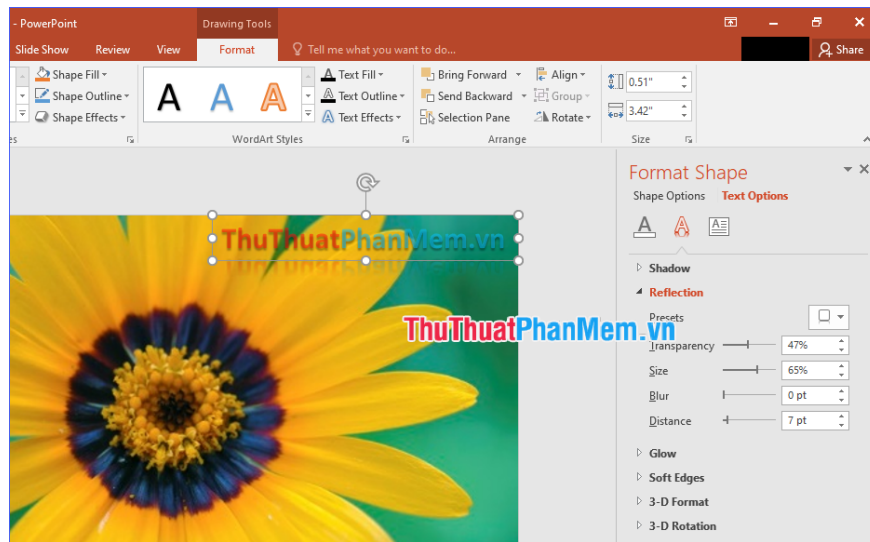 - PowerPoint
Drawing Tools
Slide Show Review View Format Tell me what you want to do... Share
Shape Fill
Shape Outline
Shape Effects
A A A
Text Fill
Text Outline
Text Effects
WordArt Styles
Bring Forward
Send Backward
Selection Pane
Align
Group
Rotate
Arrange
0.51"
3.42"
Size
Format Shape
Shape Options Text Options
Shadow
Reflection
Presets
Transparency 47%
Size 65%
Blur 0 pt
Distance 7 pt
Glow
Soft Edges
3-D Format
3-D Rotation
ThuThuatPhanMem.vn
ThuThuatPhanMem.vn